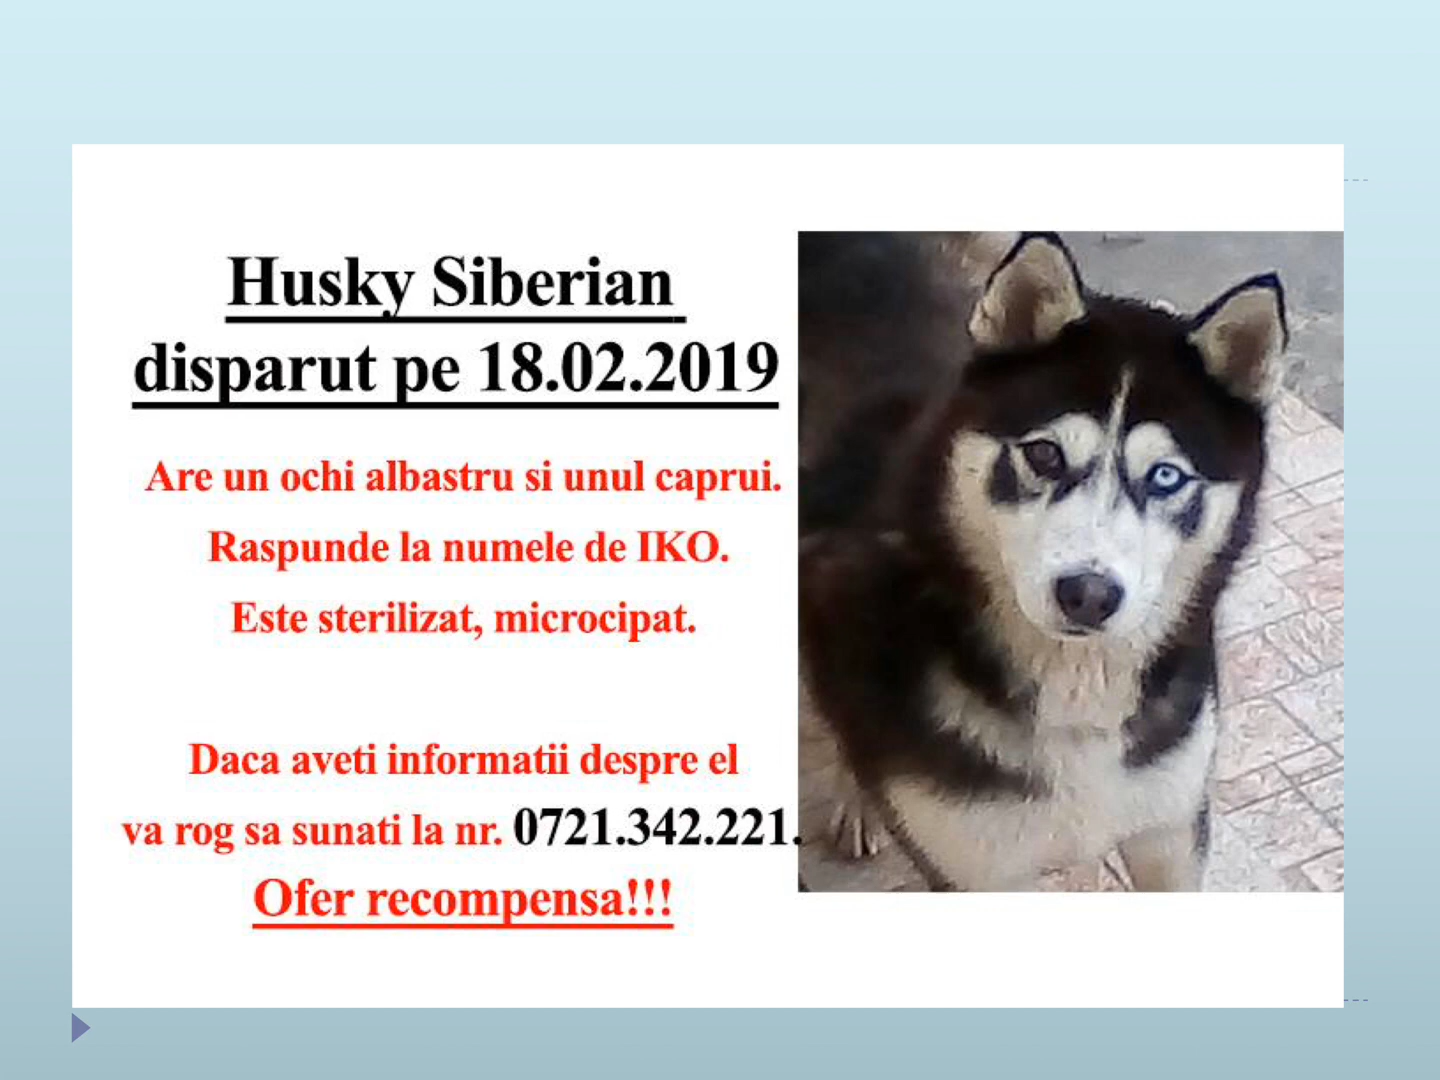 Husky Siberian
disparut pe 18.02.2019
Are un ochi albastru si unul caprui.
Raspunde la numele de IKO.
Este sterilizat, microcipat.
Daca aveti informatii despre el
va rog sa sunati la nr. 0721.342.221.
Ofer recompensa!!!